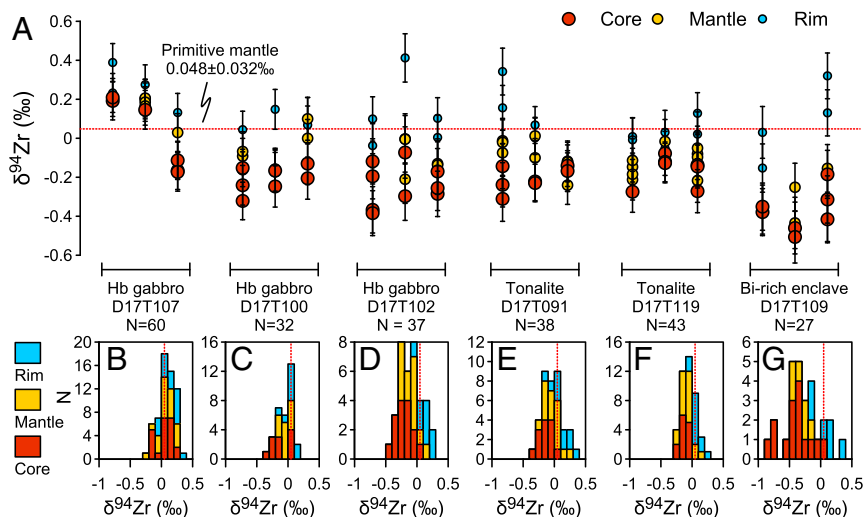 A
Core Mantle Rim
0.6
0.4
0.2
0
-0.2
-0.4
-0.6
δ94Zr (‰)
Primitive mantle
0.048±0.032‰
Hb gabbro
D17T107
N=60
Hb gabbro
D17T100
N=32
Hb gabbro
D17T102
N = 37
Tonalite
D17T091
N=38
Tonalite
D17T119
N=43
Bi-rich enclave
D17T109
N=27
Rim
Mantle
Core
N
B
20
16
12
8
4
0
-1 -0.5 0 0.5
δ94Zr (‰)
C
16
12
8
4
0
-1 -0.5 0 0.5
δ94Zr (‰)
D
8
6
4
2
0
-1 -0.5 0 0.5
δ94Zr (‰)
E
12
10
8
6
4
2
0
-1 -0.5 0 0.5
δ94Zr (‰)
F
16
12
8
4
0
-1 -0.5 0 0.5
δ94Zr (‰)
G
6
4
2
0
-1 -0.5 0 0.5
δ94Zr (‰)